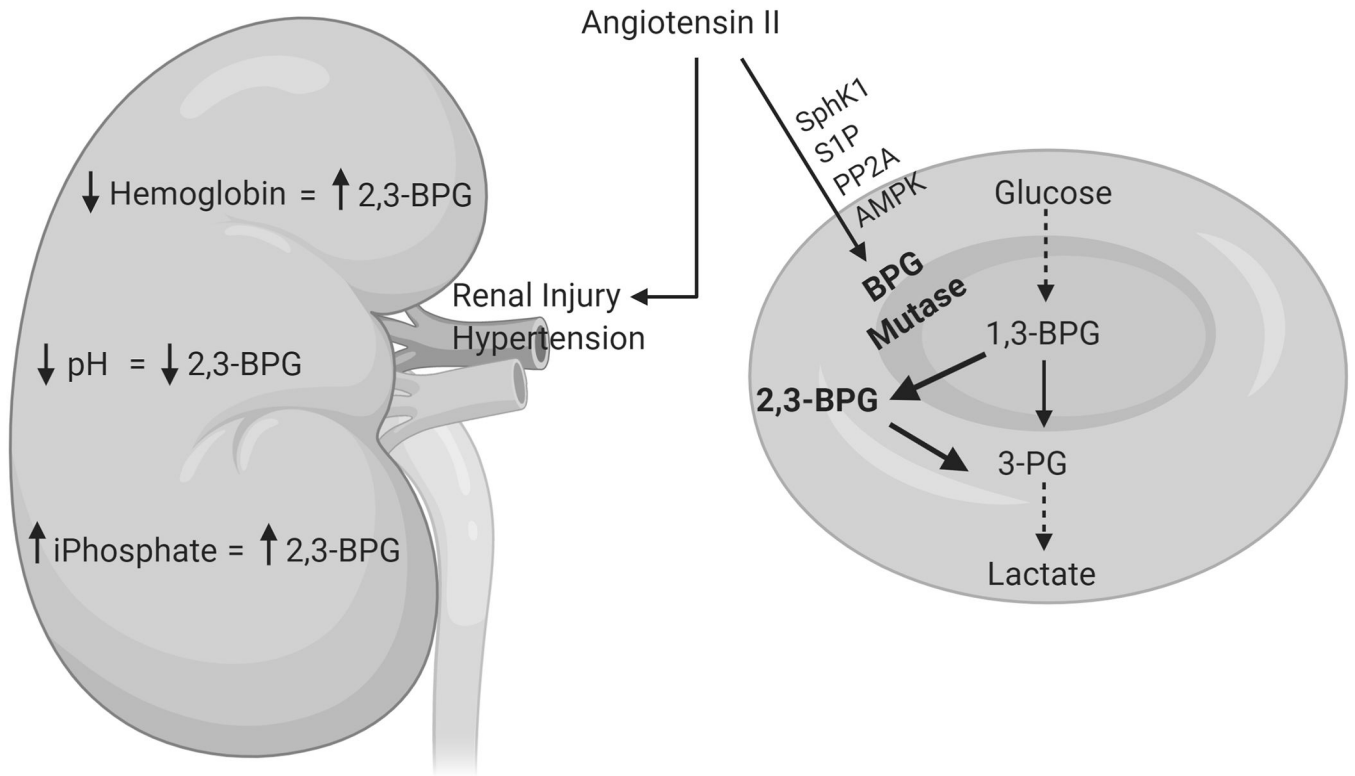 Angiotensin II
SphK1
S1P
PP2A
AMPK
↓ Hemoglobin = ↑ 2,3-BPG
↓ pH = ↓ 2,3-BPG
↑ iPhosphate = ↑ 2,3-BPG
Renal Injury
Hypertension
Glucose
BPG
Mutase
1,3-BPG
2,3-BPG
3-PG
Lactate